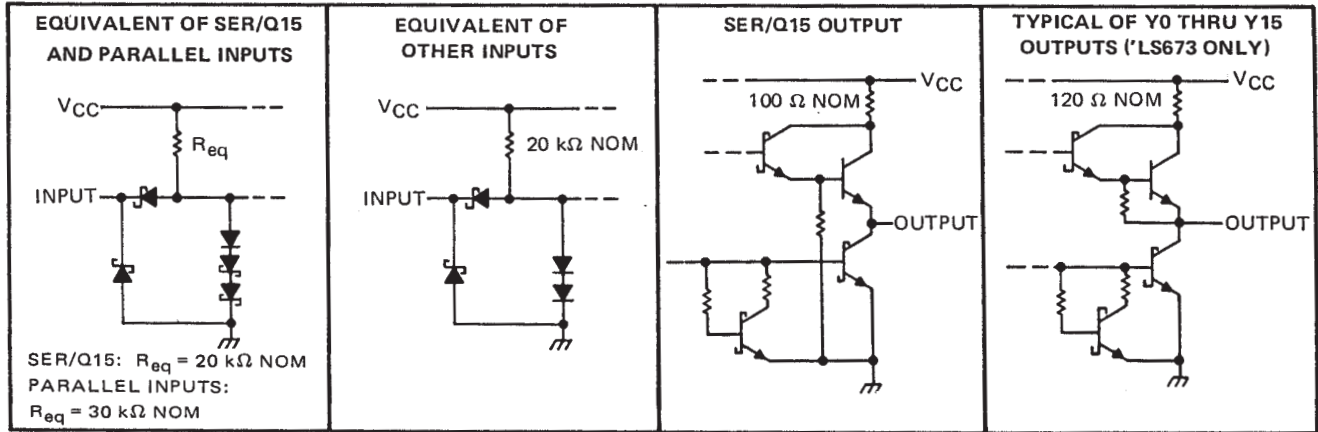 EQUIVALENT OF SER/Q15
AND PARALLEL INPUTS
VCC
Req
INPUT
SER/Q15: Req = 20 kΩ NOM
PARALLEL INPUTS:
Req = 30 kΩ NOM
EQUIVALENT OF
OTHER INPUTS
VCC
20 kΩ NOM
INPUT
SER/Q15 OUTPUT
VCC
100 Ω NOM
OUTPUT
TYPICAL OF Y0 THRU Y15
OUTPUTS ('LS673 ONLY)
VCC
120 Ω NOM
OUTPUT